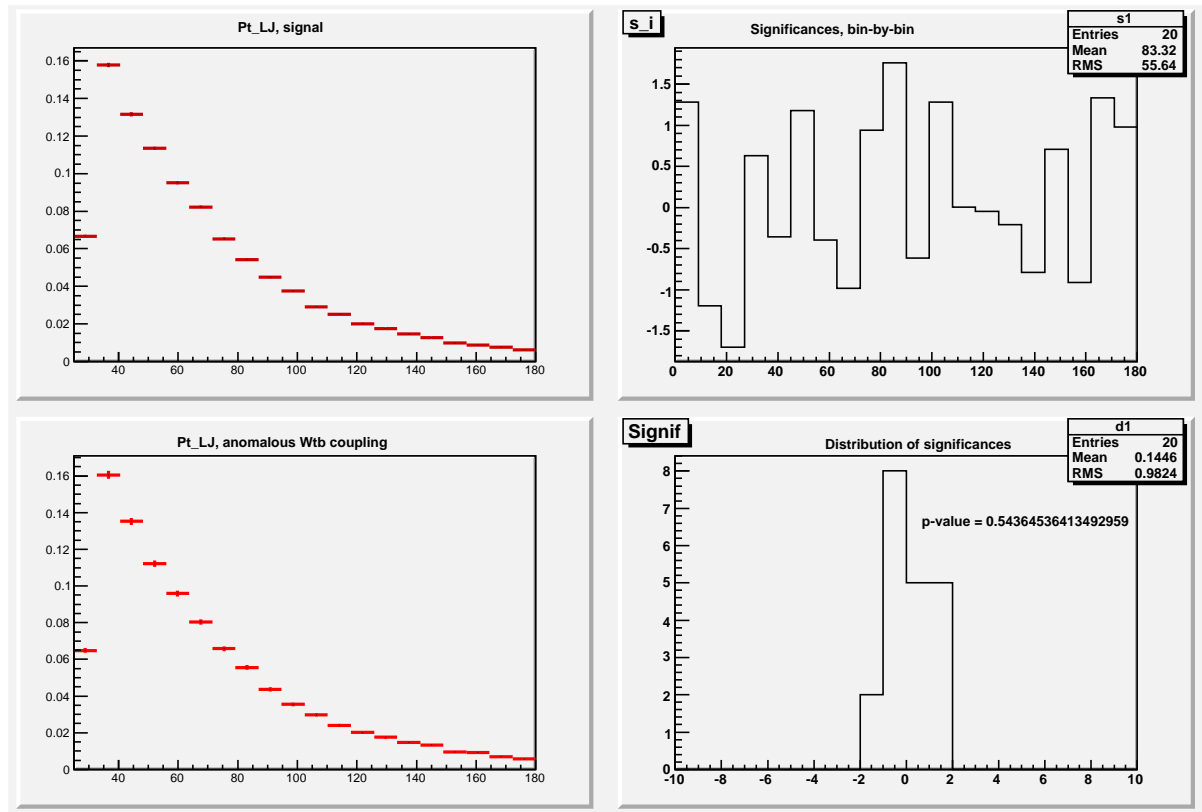 Pt_LJ, signal
0.16
0.14
0.12
0.1
0.08
0.06
0.04
0.02
0
40 60 80 100 120 140 160 180
s_i
Significances, bin-by-bin
s1
Entries 20
Mean 83.32
RMS 55.64
1.5
1
0.5
0
-0.5
-1
-1.5
0 20 40 60 80 100 120 140 160 180
Pt_LJ, anomalous Wtb coupling
0.16
0.14
0.12
0.1
0.08
0.06
0.04
0.02
0
40 60 80 100 120 140 160 180
Signif
Distribution of significances
d1
Entries 20
Mean 0.1446
RMS 0.9824
p-value = 0.54364536413492959
8
7
6
5
4
3
2
1
0
-10 -8 -6 -4 -2 0 2 4 6 8 10